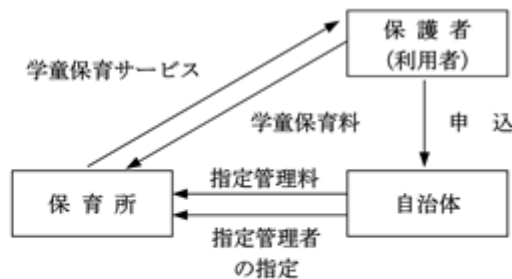 保護者
(利用者)
学童保育サービス
学童保育料
申込
指定管理料
保育所
自治体
指定管理者
の指定